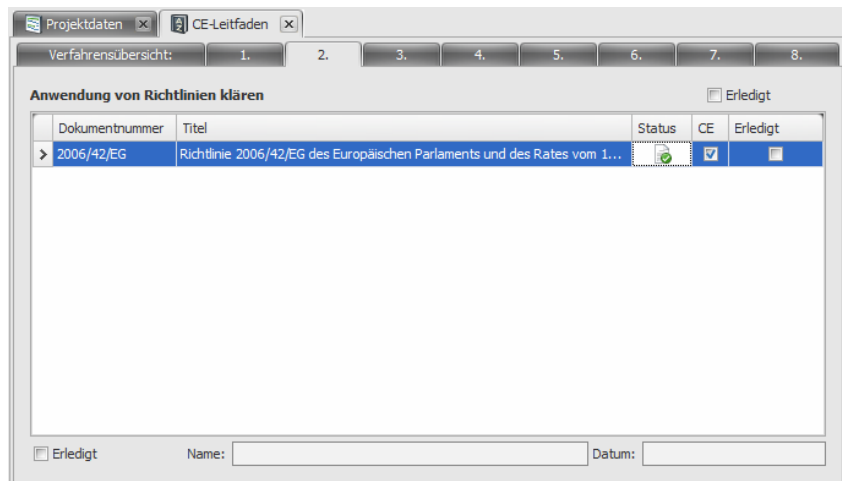 Projektdaten CE-Leitfaden
Verfahrensübersicht: 1. 2. 3. 4. 5. 6. 7. 8.
Anwendung von Richtlinien klären Erledigt
Dokumentnummer Titel Status CE Erledigt
2006/42/EG Richtlinie 2006/42/EG des Europäischen Parlaments und des Rates vom 1...
Erledigt Name: Datum: